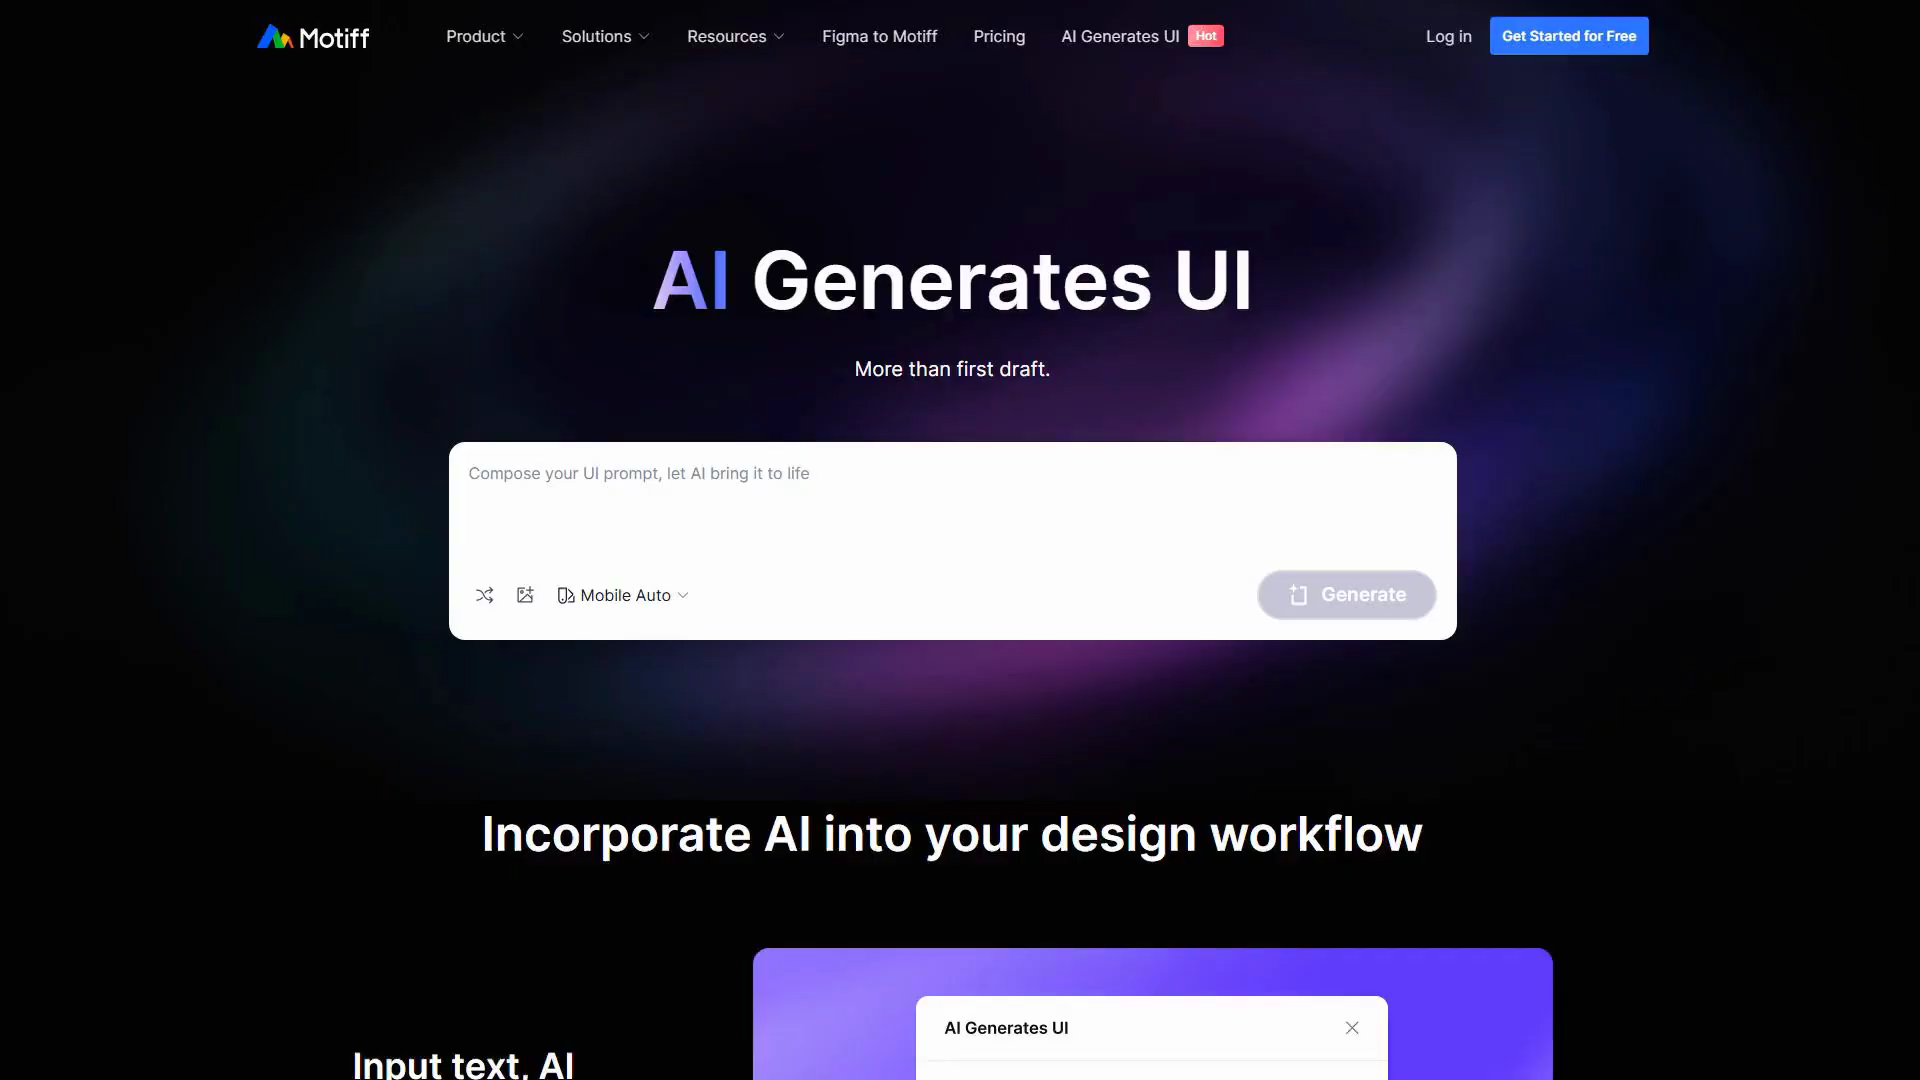 Motiff Product Solutions Resources Figma to Motiff Pricing AI Generates UI Hot Log in Get Started for Free
AI Generates UI
More than first draft.
Compose your UI prompt, let AI bring it to life
Mobile Auto Generate
Incorporate AI into your design workflow
AI Generates UI
Input text, AI